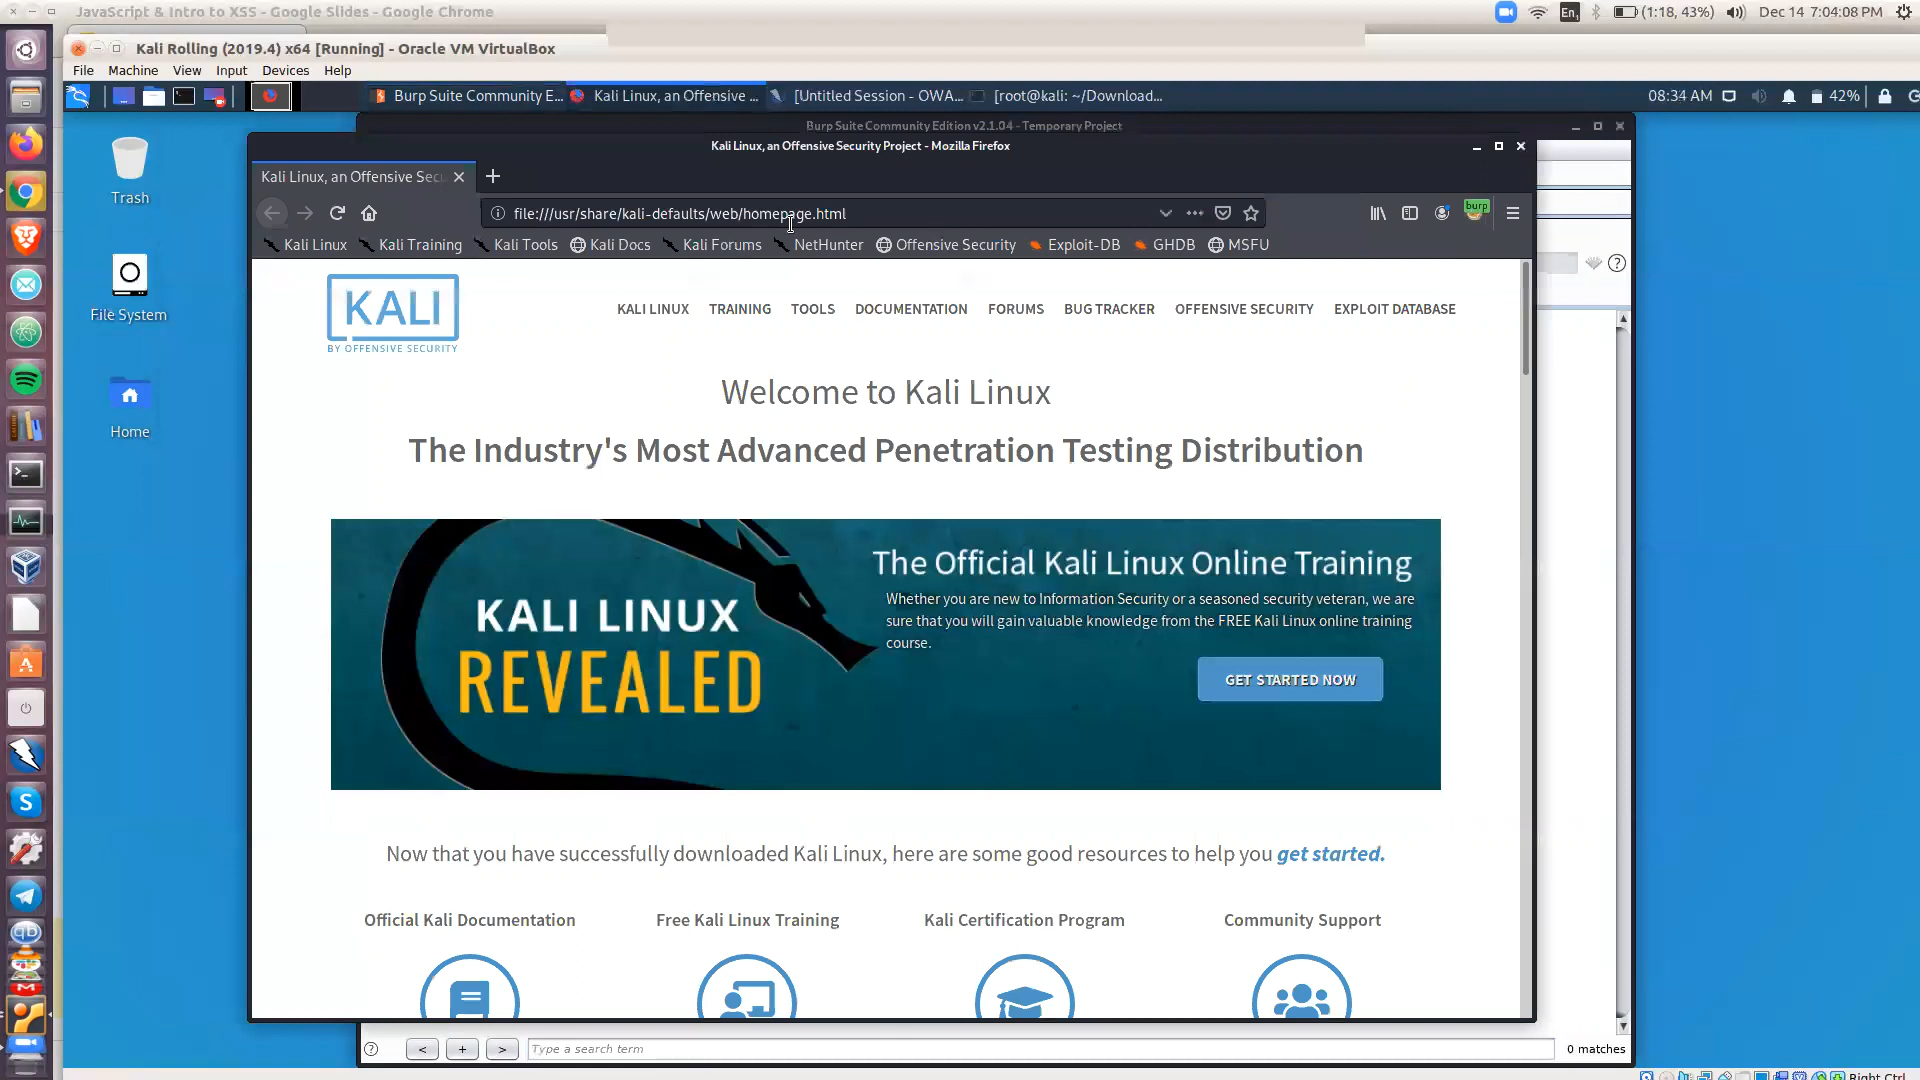 JavaScript & Intro to XSS - Google Slides - Google Chrome
En
(1:18, 43%)
Dec 14 7:04:08 PM
Kali Rolling (2019.4) x64 [Running] - Oracle VM VirtualBox
File Machine View Input Devices Help
Burp Suite Community E...
Kali Linux, an Offensive ...
[Untitled Session - OWA...
[root@kali: ~/Download...
08:34 AM
42%
Burp Suite Community Edition v2.1.04 - Temporary Project
Kali Linux, an Offensive Security Project - Mozilla Firefox
Kali Linux, an Offensive Sec
file:///usr/share/kali-defaults/web/homepage.html
burp
Kali Linux Kali Training Kali Tools Kali Docs Kali Forums NetHunter Offensive Security Exploit-DB GHDB MSFU
Trash
File System
Home
KALI
BY OFFENSIVE SECURITY
KALI LINUX TRAINING TOOLS DOCUMENTATION FORUMS BUG TRACKER OFFENSIVE SECURITY EXPLOIT DATABASE
Welcome to Kali Linux
The Industry's Most Advanced Penetration Testing Distribution
KALI LINUX
REVEALED
The Official Kali Linux Online Training
Whether you are new to Information Security or a seasoned security veteran, we are
sure that you will gain valuable knowledge from the FREE Kali Linux online training
course.
GET STARTED NOW
Now that you have successfully downloaded Kali Linux, here are some good resources to help you get started.
Official Kali Documentation
Free Kali Linux Training
Kali Certification Program
Community Support
?
<
+
>
Type a search term
0 matches
Right Ctrl